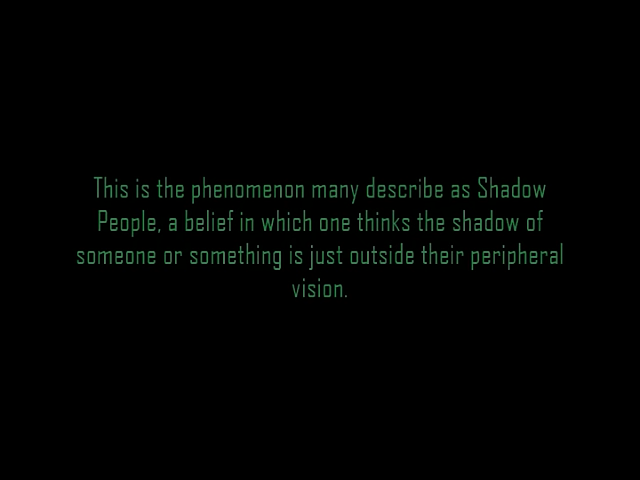 This is the phenomenon many describe as Shadow
People, a belief in which one thinks the shadow of
someone or something is just outside their peripheral
vision.